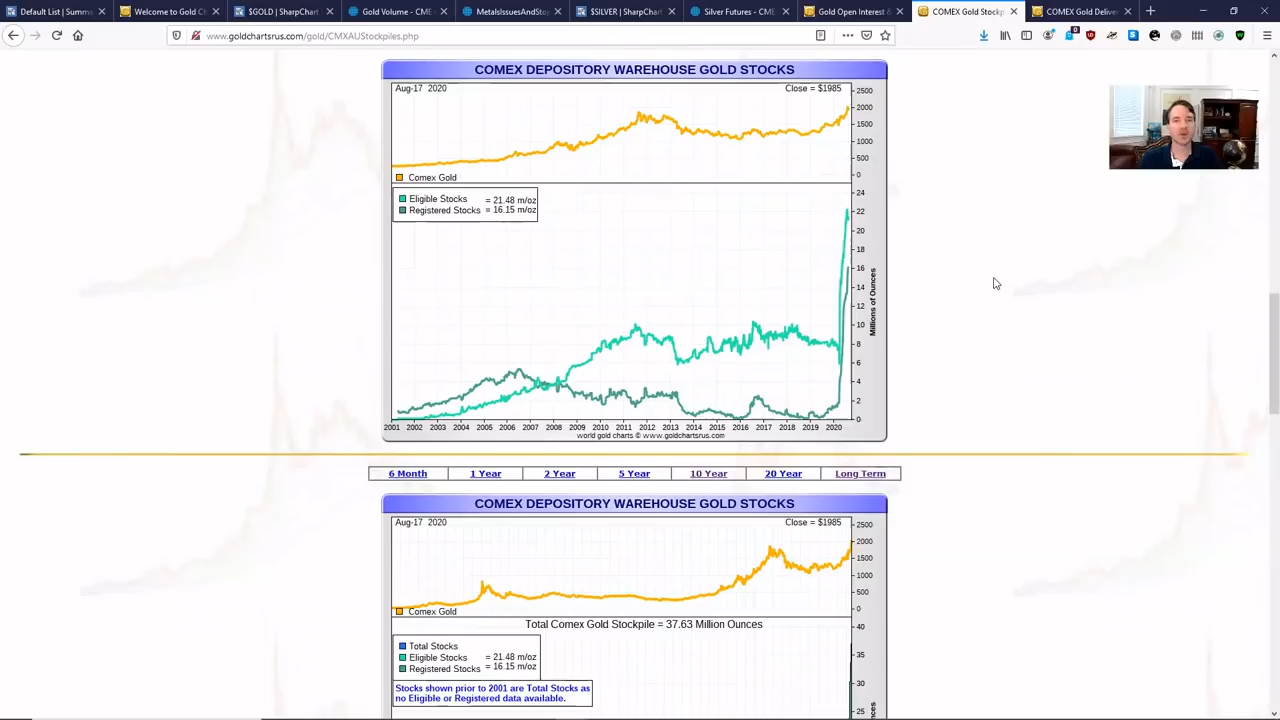 Default List | Summa
Welcome to Gold Ch
$GOLD | SharpChart
Gold Volume - CME
MetalsIssuesAndSto
$SILVER | SharpChar
Silver Futures - CME
Gold Open Interest &
COMEX Gold Stockp
COMEX Gold Deliver
www.goldchartsrus.com/gold/CMXAUStockpiles.php
COMEX DEPOSITORY WAREHOUSE GOLD STOCKS
Aug-17 2020
Close = $1985
2500
2000
1500
1000
500
0
Comex Gold
Eligible Stocks = 21.48 m/oz
Registered Stocks = 16.15 m/oz
24
22
20
18
16
14
12
10
8
6
4
2
0
Millions of Ounces
2001 2002 2003 2004 2005 2006 2007 2008 2009 2010 2011 2012 2013 2014 2015 2016 2017 2018 2019 2020
world gold charts © www.goldchartsrus.com
6 Month 1 Year 2 Year 5 Year 10 Year 20 Year Long Term
COMEX DEPOSITORY WAREHOUSE GOLD STOCKS
Aug-17 2020
Close = $1985
2500
2000
1500
1000
500
0
Comex Gold
Total Comex Gold Stockpile = 37.63 Million Ounces
Total Stocks
Eligible Stocks = 21.48 m/oz
Registered Stocks = 16.15 m/oz
Stocks shown prior to 2001 are Total Stocks as
no Eligible or Registered data available.
40
35
30
25